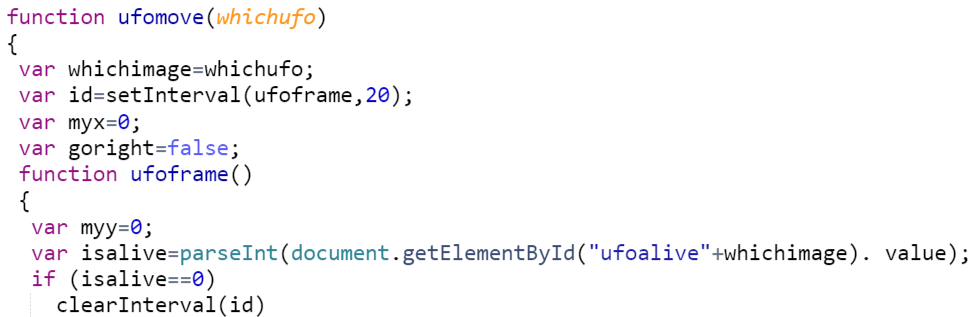 function ufomove(whichufo)
{
 var whichimage=whichufo;
 var id=setInterval(ufoframe,20);
 var myx=0;
 var goright=false;
 function ufoframe()
 {
  var myy=0;
  var isalive=parseInt(document.getElementById("ufoalive"+whichimage). value);
  if (isalive==0)
    clearInterval(id)